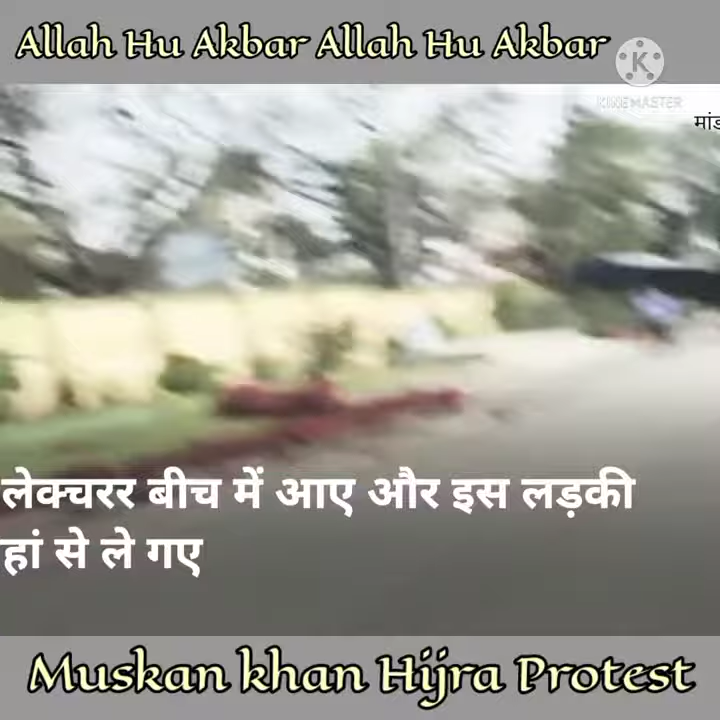 Allah Hu Akbar Allah Hu Akbar
K
KINEMASTER
लेक्चरर बीच में आए और इस लड़की
हां से ले गए
Muskan khan Hijra Protest